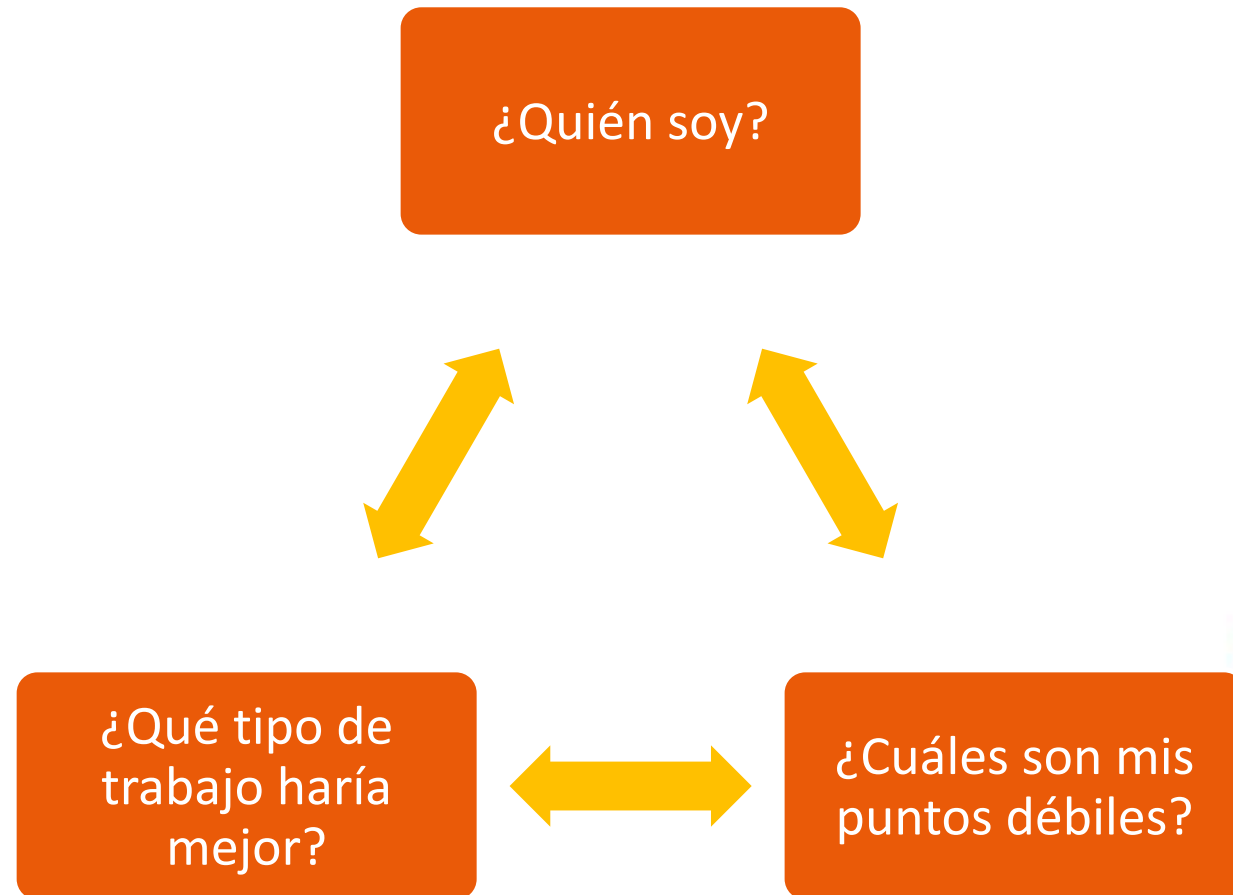 ¿Quién soy?
¿Qué tipo de
trabajo haría
mejor?
¿Cuáles son mis
puntos débiles?